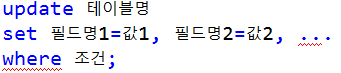 update 테이블명
set 필드명1=값1, 필드명2=값2, ...
where 조건;